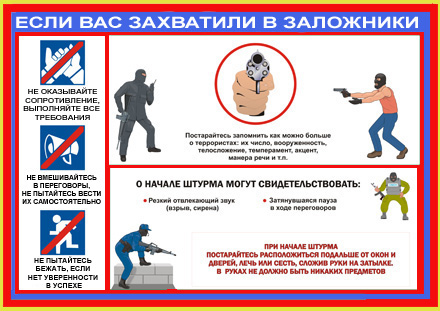 ЕСЛИ ВАС ЗАХВАТИЛИ В ЗАЛОЖНИКИ
НЕ ОКАЗЫВАЙТЕ
СОПРОТИВЛЕНИЕ,
ВЫПОЛНЯЙТЕ ВСЕ
ТРЕБОВАНИЯ
НЕ ВМЕШИВАЙТЕСЬ
В ПЕРЕГОВОРЫ,
НЕ ПЫТАЙТЕСЬ ВЕСТИ
ИХ САМОСТОЯТЕЛЬНО
НЕ ПЫТАЙТЕСЬ
БЕЖАТЬ, ЕСЛИ
НЕТ УВЕРЕННОСТИ
В УСПЕХЕ
Постарайтесь запомнить как можно больше
о террористах: их число, вооруженность,
телосложение, темперамент, акцент,
манера речи и т.п.
О НАЧАЛЕ ШТУРМА МОГУТ СВИДЕТЕЛЬСТВОВАТЬ:
• Резкий отвлекающий звук
(взрыв, сирена)
• Затянувшаяся пауза
в ходе переговоров
ПРИ НАЧАЛЕ ШТУРМА
ПОСТАРАЙТЕСЬ РАСПОЛОЖИТЬСЯ ПОДАЛЬШЕ ОТ ОКОН И
ДВЕРЕЙ, ЛЕЧЬ ИЛИ СЕСТЬ, СЛОЖИВ РУКИ НА ЗАТЫЛКЕ.
В РУКАХ НЕ ДОЛЖНО БЫТЬ НИКАКИХ ПРЕДМЕТОВ